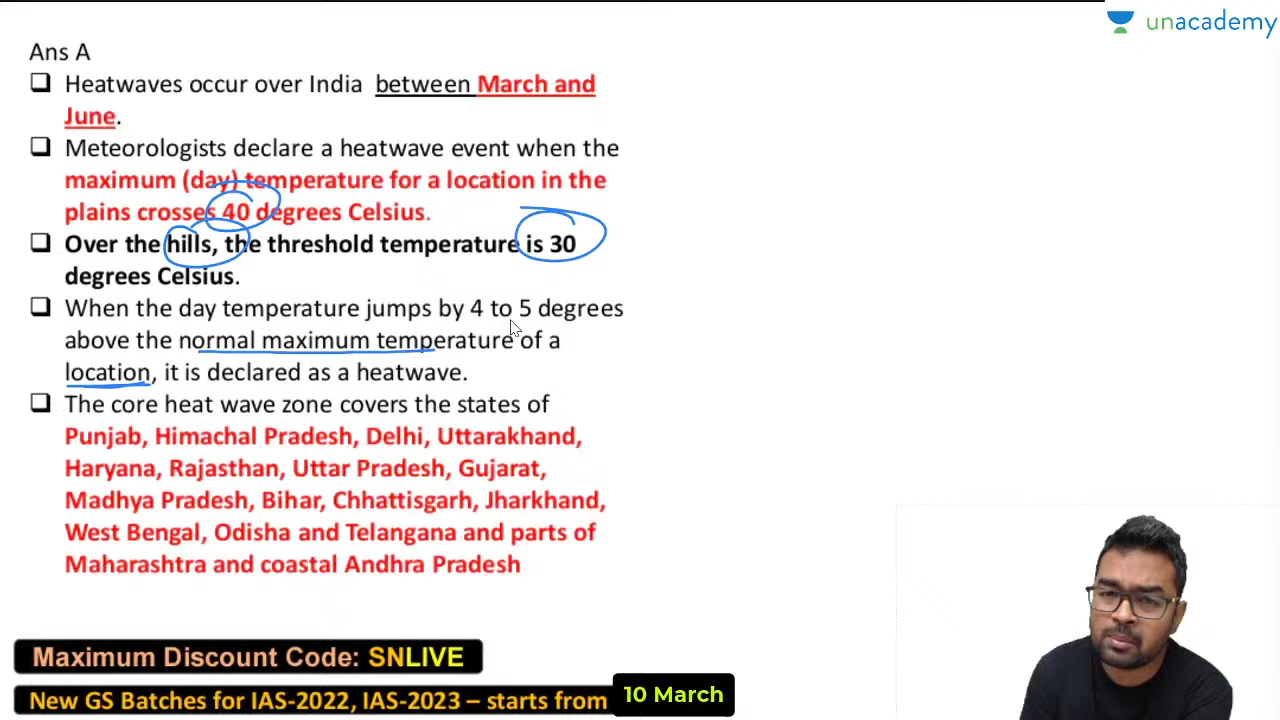 unacademy
Ans A
❑ Heatwaves occur over India between March and
June.
❑ Meteorologists declare a heatwave event when the
maximum (day) temperature for a location in the
plains crosses 40 degrees Celsius.
❑ Over the hills, the threshold temperature is 30
degrees Celsius.
❑ When the day temperature jumps by 4 to 5 degrees
above the normal maximum temperature of a
location, it is declared as a heatwave.
❑ The core heat wave zone covers the states of
Punjab, Himachal Pradesh, Delhi, Uttarakhand,
Haryana, Rajasthan, Uttar Pradesh, Gujarat,
Madhya Pradesh, Bihar, Chhattisgarh, Jharkhand,
West Bengal, Odisha and Telangana and parts of
Maharashtra and coastal Andhra Pradesh
Maximum Discount Code: SNLIVE
New GS Batches for IAS-2022, IAS-2023 – starts from 10 March